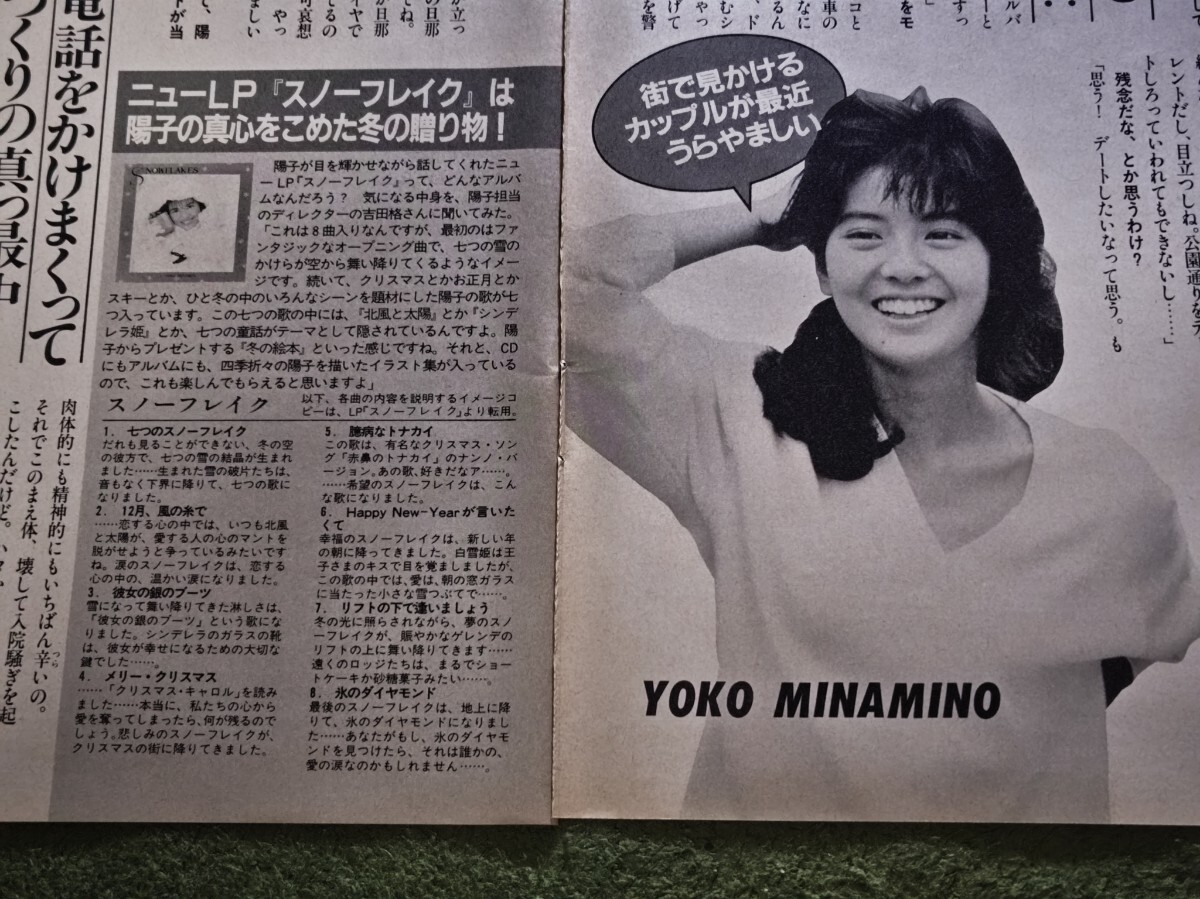 電話をかけまくって
つくりの真っ最中
肉体的にも精神的にもいちばん辛いの。
つら
それでこのまえ体、壊して入院騒ぎを起
こしたんだけど。
ニューLP『スノーフレイク』は
陽子の真心をこめた冬の贈り物!
SNOWFLAKES
陽子が目を輝かせながら話してくれたニュ
ーLP『スノーフレイク』って、どんなアルバ
ムなんだろう? 気になる中身を、陽子担当
のディレクターの吉田格さんに聞いてみた。
「これは8曲入りなんですが、最初のはファ
ンタジックなオープニング曲で、七つの雪の
かけらが空から舞い降りてくるようなイメー
ジです。続いて、クリスマスとかお正月とか
スキーとか、ひと冬の中のいろんなシーンを題材にした陽子の歌が七
つ入っています。この七つの歌の中には、『北風と太陽』とか『シンデ
レラ姫』とか、七つの童話がテーマとして隠されているんですよ。陽
子からプレゼントする『冬の絵本』といった感じですね。それと、CD
にもアルバムにも、四季折々の陽子を描いたイラスト集が入っている
ので、これも楽しんでもらえると思いますよ」
スノーフレイク
以下、各曲の内容を説明するイメージコ
ピーは、LP『スノーフレイク』より転用。
1. 七つのスノーフレイク
だれも見ることができない、冬の空
の彼方で、七つの雪の結晶が生まれ
ました……生まれた雪の破片たちは、
音もなく下界に降りて、七つの歌に
なりました。
2. 12月、風の糸で
……恋する心の中では、いつも北風
と太陽が、愛する人の心のマントを
脱がせようと争っているみたいです
ね。涙のスノーフレイクは、恋する
心の中の、温かい涙になりました。
3. 彼女の銀のブーツ
雪になって舞い降りてきた淋しさは、
「彼女の銀のブーツ」という歌にな
りました。シンデレラのガラスの靴
は、彼女が幸せになるための大切な
鍵でした……。
4. メリー・クリスマス
……「クリスマス・キャロル」を読み
ました……本当に、私たちの心から
愛を奪ってしまったら、何が残るので
しょう。悲しみのスノーフレイクが、
クリスマスの街に降りてきました。
5. 臆病なトナカイ
この歌は、有名なクリスマス・ソン
グ「赤鼻のトナカイ」のナンノ・バ
ージョン。あの歌、好きだなァ……。
……希望のスノーフレイクは、こん
な歌になりました。
6. Happy New-Yearが言いた
くて
幸福のスノーフレイクは、新しい年
の朝に降ってきました。白雪姫は王
子さまのキスで目を覚ましましたが、
この歌の中では、愛は、朝の窓ガラス
に当たった小さな雪つぶてで……。
7. リフトの下で逢いましょう
冬の光に照らされながら、夢のスノ
ーフレイクが、賑やかなゲレンデの
リフトの上に舞い降りてきます……
遠くのロッジたちは、まるでショー
トケーキか砂糖菓子みたい……。
8. 氷のダイヤモンド
最後のスノーフレイクは、地上に降
りて、氷のダイヤモンドになりまし
た……あなたがもし、氷のダイヤモ
ンドを見つけたら、それは誰かの、
愛の涙なのかもしれません……。
街で見かける
カップルが最近
うらやましい
レントだし、目立つしね。公園通りをデ
ートしろっていわれてもできないし……」
残念だな、とか思うわけ?
「思う! デートしたいなって思う。も
YOKO MINAMINO